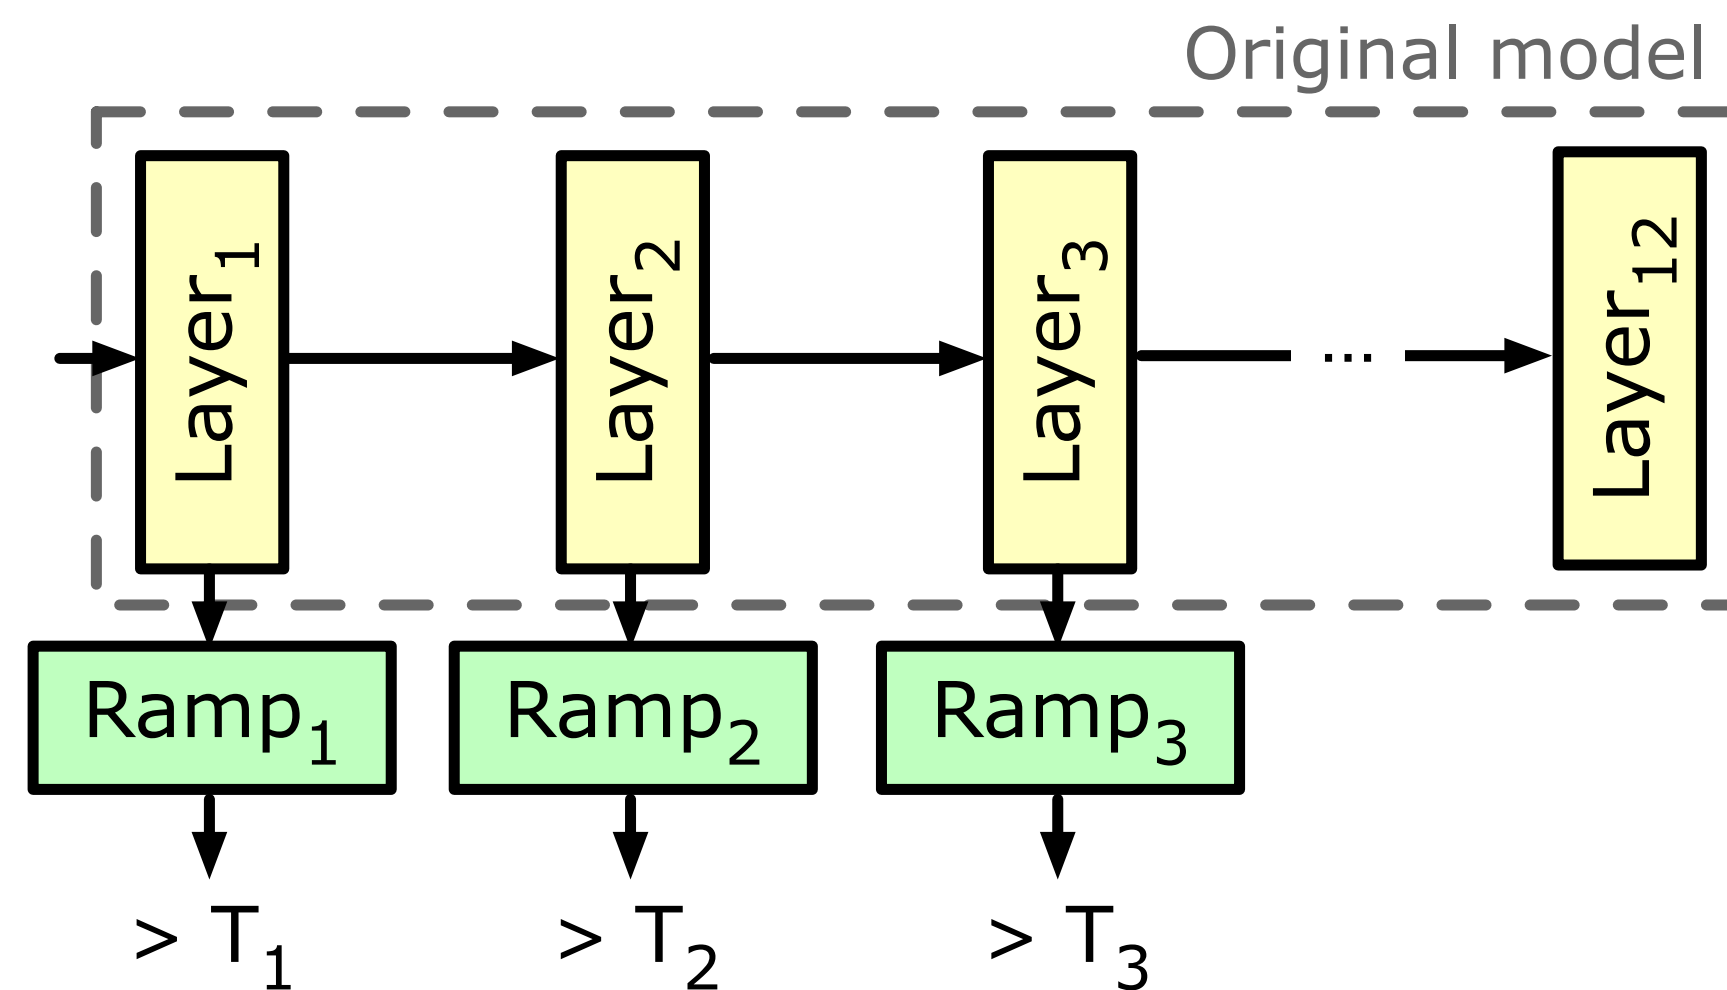 Original model
Layer₁
Layer₂
Layer₃
...
Layer₁₂
Ramp₁
Ramp₂
Ramp₃
> T₁
> T₂
> T₃